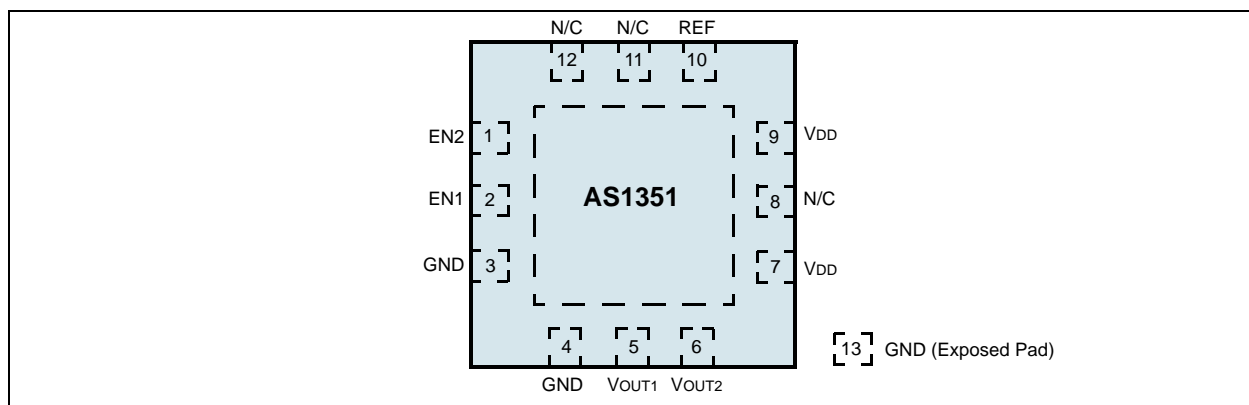 N/C N/C REF
12 11 10
EN2 1 9 VDD
EN1 2 AS1351 8 N/C
GND 3 7 VDD
4 5 6 13 GND (Exposed Pad)
GND VOUT1 VOUT2